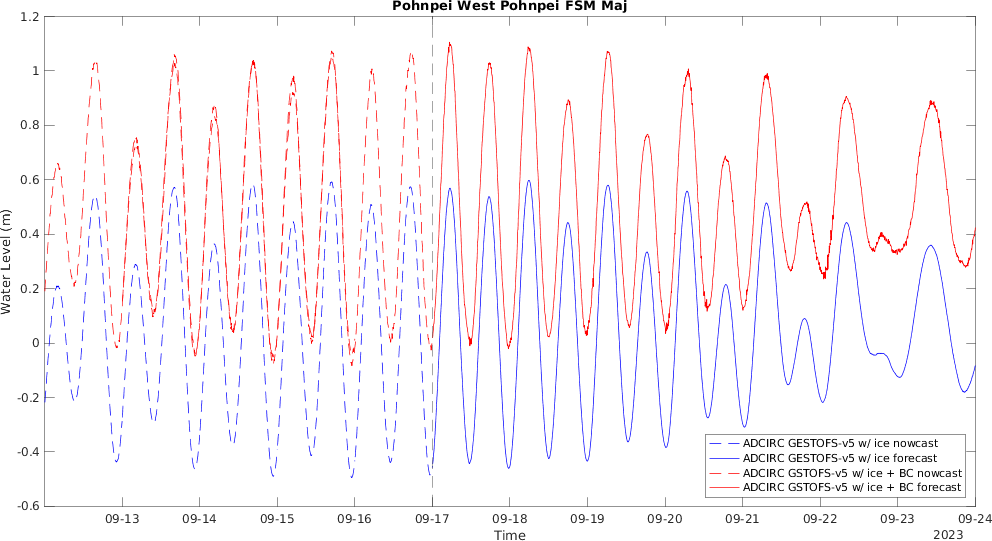 Pohnpei West Pohnpei FSM Maj
1.2
1
0.8
0.6
0.4
0.2
0
-0.2
-0.4
-0.6
Water Level (m)
09-13 09-14 09-15 09-16 09-17 09-18 09-19 09-20 09-21 09-22 09-23 09-24
Time
2023
ADCIRC GESTOFS-v5 w/ ice nowcast
ADCIRC GESTOFS-v5 w/ ice forecast
ADCIRC GSTOFS-v5 w/ ice + BC nowcast
ADCIRC GSTOFS-v5 w/ ice + BC forecast